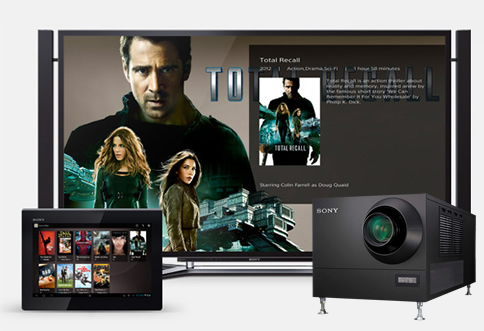 Total Recall
2012 | Action,Drama,Sci-Fi | 1 hour 58 minutes
TOTAL RECALL
Total Recall is an action thriller about
reality and memory, inspired anew by
the famous short story 'We Can
Remember It For You Wholesale' by
Philip K. Dick.
TOTAL RECALL
Starring Colin Farrell as Doug Quaid
SONY
SONY
SONY